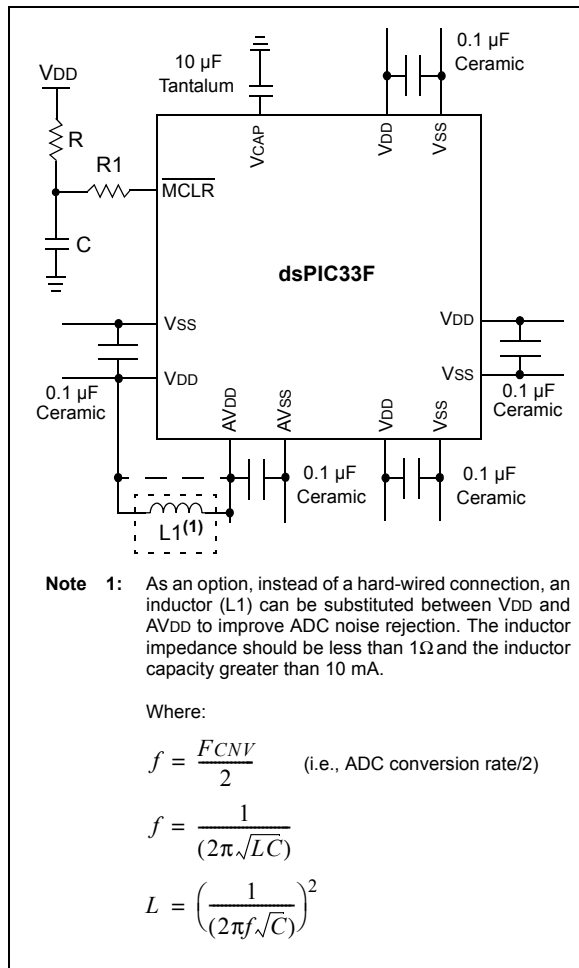 VDD
R
R1
C
10 µF
Tantalum
0.1 µF
Ceramic
VCAP
VDD
VSS
MCLR
dsPIC33F
VSS
VDD
0.1 µF
Ceramic
VDD
VSS
0.1 µF
Ceramic
AVDD
AVSS
VDD
VSS
0.1 µF
Ceramic
0.1 µF
Ceramic
L1(1)
Note 1: As an option, instead of a hard-wired connection, an
inductor (L1) can be substituted between VDD and
AVDD to improve ADC noise rejection. The inductor
impedance should be less than 1Ω and the inductor
capacity greater than 10 mA.
Where:
f = FCNV / 2 (i.e., ADC conversion rate/2)
f = 1 / (2π√LC)
L = (1 / (2πf√C))²